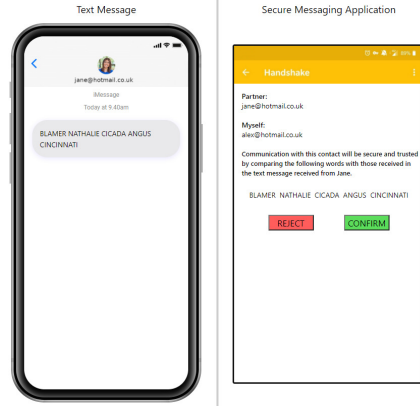 Text Message
jane@hotmail.co.uk
iMessage
Today at 9.40am
BLAMER NATHALIE CICADA ANGUS
CINCINNATI
Secure Messaging Application
Handshake
Partner:
jane@hotmail.co.uk
Myself:
alex@hotmail.co.uk
Communication with this contact will be secure and trusted
by comparing the following words with those received in
the text message received from Jane.
BLAMER NATHALIE CICADA ANGUS CINCINNATI
REJECT
CONFIRM